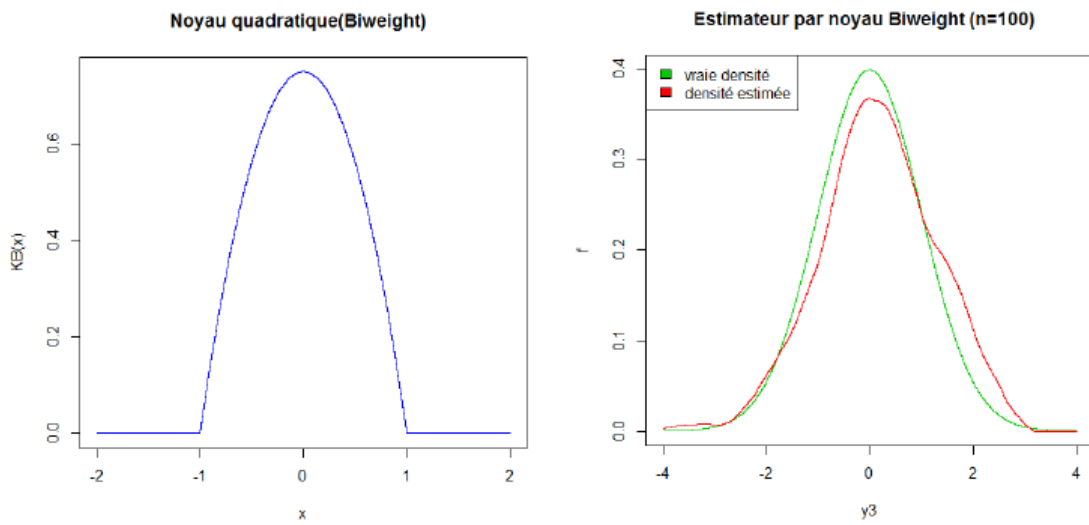 Noyau quadratique(Biweight)
KB(x)
0.6
0.4
0.2
0.0
-2 -1 0 1 2
x
Estimateur par noyau Biweight (n=100)
vraie densité
densité estimée
f
0.4
0.3
0.2
0.1
0.0
-4 -2 0 2 4
y3